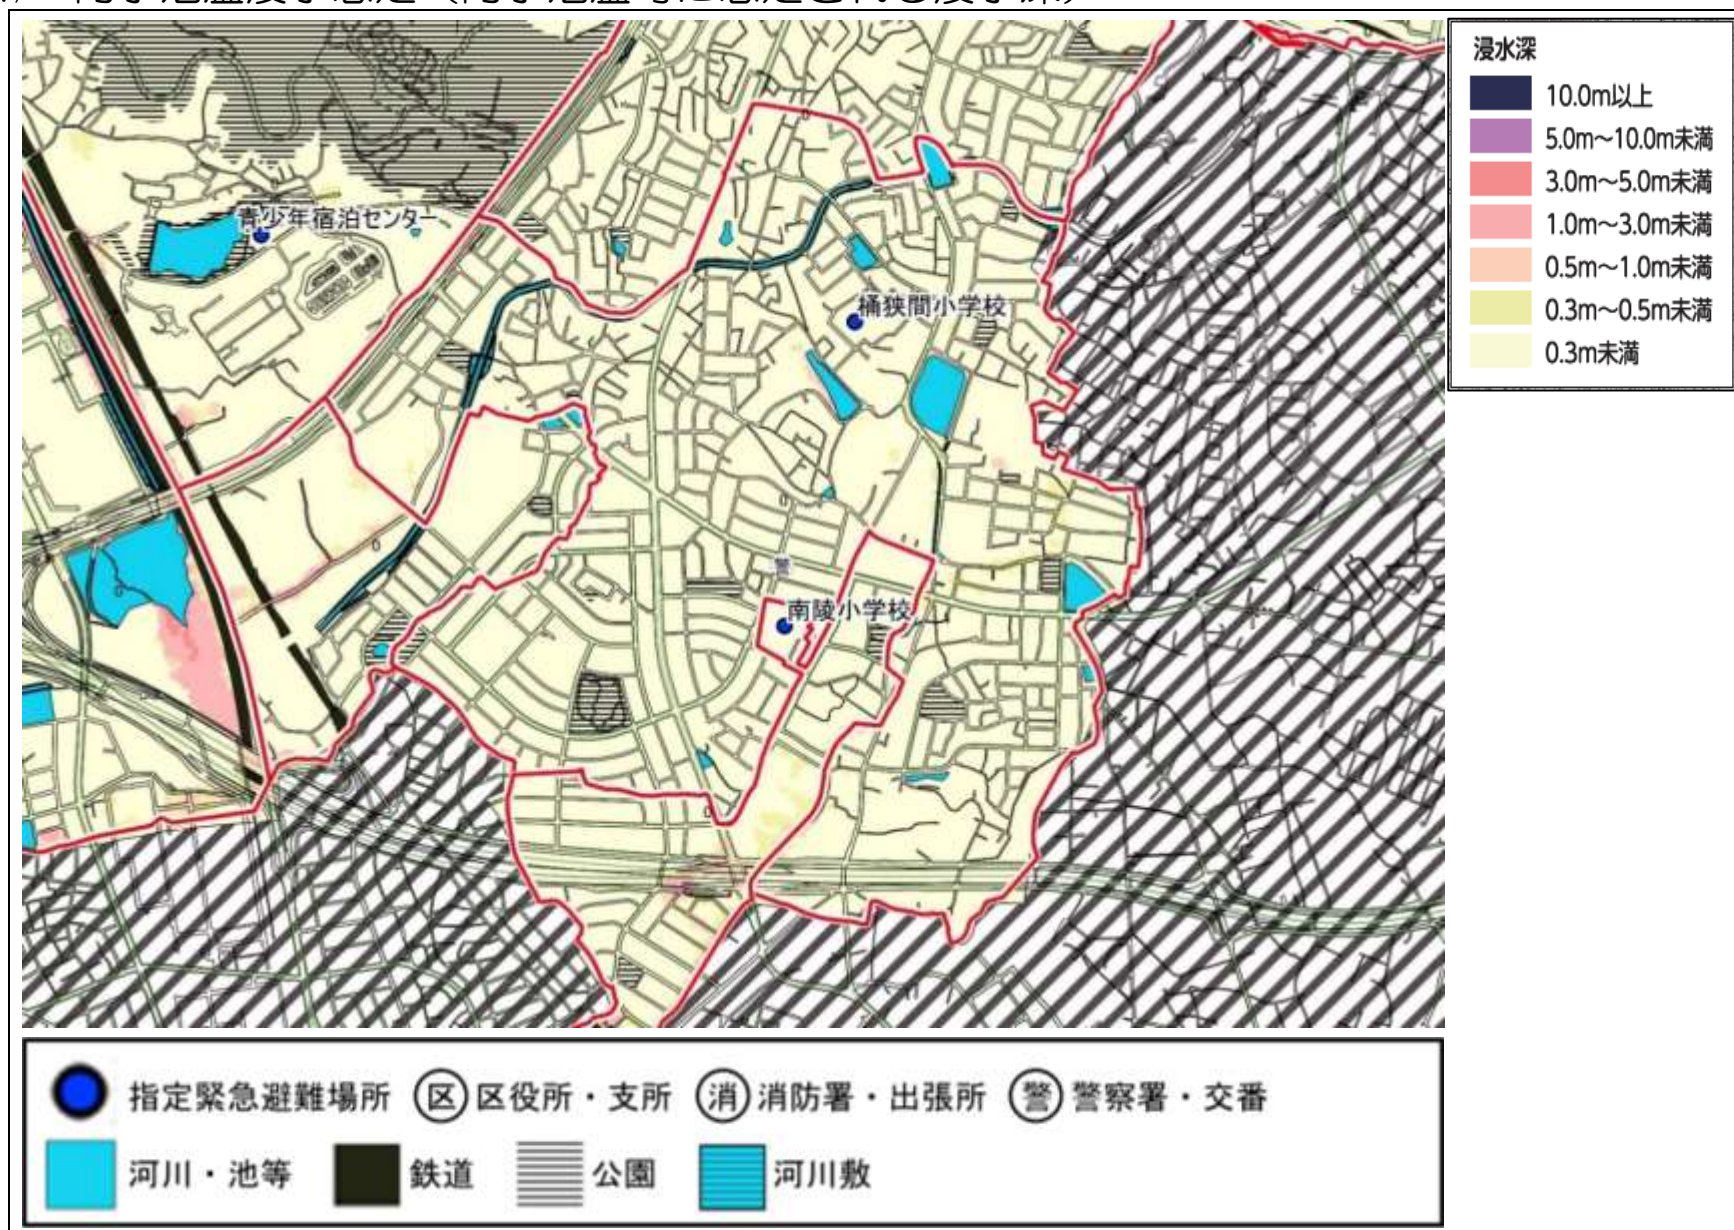 浸水深
10.0m以上
5.0m～10.0m未満
3.0m～5.0m未満
1.0m～3.0m未満
0.5m～1.0m未満
0.3m～0.5m未満
0.3m未満
青少年宿泊センター
桶狭間小学校
警
南陵小学校
指定緊急避難場所 区 区役所・支所 消 消防署・出張所 警 警察署・交番
河川・池等 鉄道 公園 河川敷